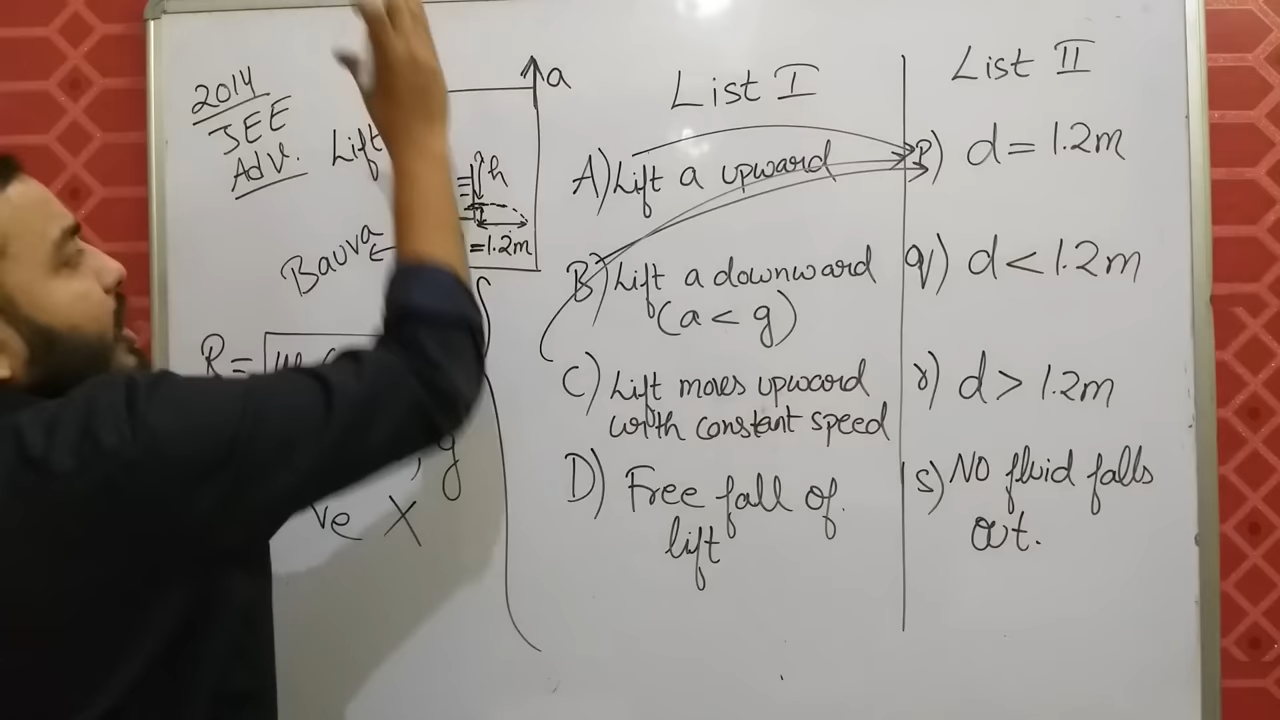 2014
JEE
Adv.
Lift
a
h
=1.2m
Bauva
R=
, g
ve X
List I
A) Lift a upward
B) Lift a downward
(a < g)
C) Lift moves upward
with constant speed
D) Free fall of
lift
List II
P) d = 1.2m
q) d < 1.2m
r) d > 1.2m
s) No fluid falls
out.